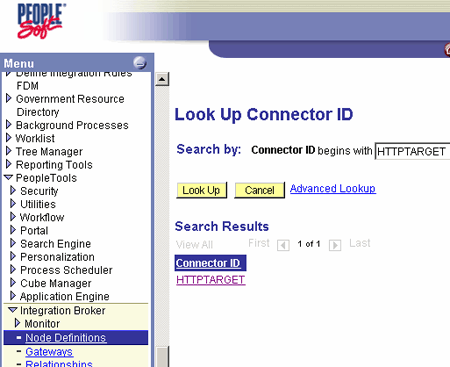 PEOPLE
Soft
Menu
Define Integration Rules
FDM
Government Resource
Directory
Background Processes
Worklist
Tree Manager
Reporting Tools
PeopleTools
Security
Utilities
Workflow
Portal
Search Engine
Personalization
Process Scheduler
Cube Manager
Application Engine
Integration Broker
Monitor
- Node Definitions
- Gateways
- Relationships
Look Up Connector ID
Search by: Connector ID begins with HTTPTARGET
Look Up Cancel Advanced Lookup
Search Results
View All First 1 of 1 Last
Connector ID
HTTPTARGET